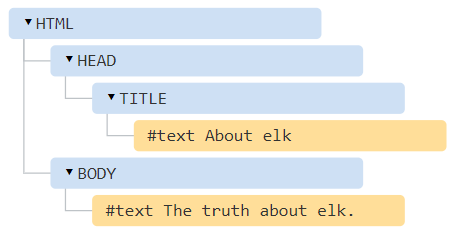 ▾ HTML
▾ HEAD
▾ TITLE
#text About elk
▾ BODY
#text The truth about elk.